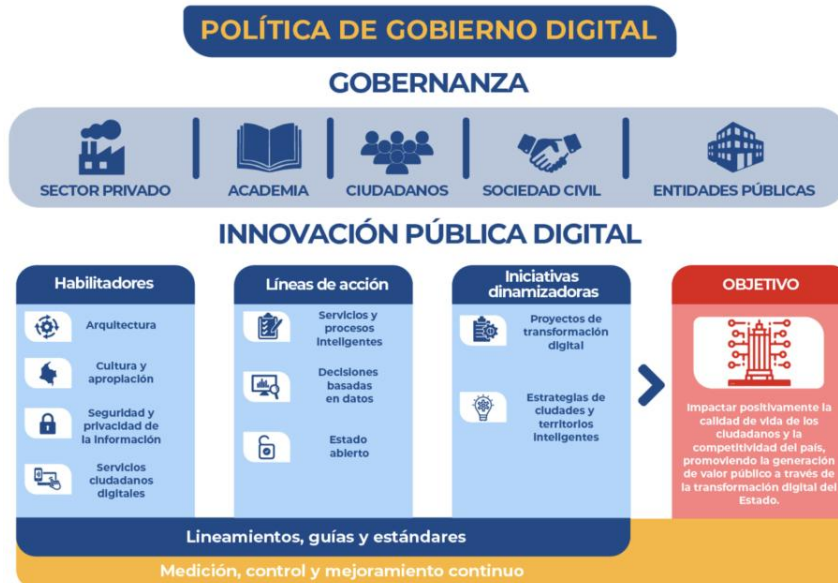 POLÍTICA DE GOBIERNO DIGITAL
GOBERNANZA
SECTOR PRIVADO
ACADEMIA
CIUDADANOS
SOCIEDAD CIVIL
ENTIDADES PÚBLICAS
INNOVACIÓN PÚBLICA DIGITAL
Habilitadores
Arquitectura
Cultura y
apropiación
Seguridad y
privacidad de
la información
Servicios
ciudadanos
digitales
Líneas de acción
Servicios y
procesos
inteligentes
Decisiones
basadas
en datos
Estado
abierto
Iniciativas
dinamizadoras
Proyectos de
transformación
digital
Estrategias de
ciudades y
territorios
inteligentes
OBJETIVO
Impactar positivamente la
calidad de vida de los
ciudadanos y la
competitividad del país,
promoviendo la generación
de valor público a través de
la transformación digital del
Estado.
Lineamientos, guías y estándares
Medición, control y mejoramiento continuo